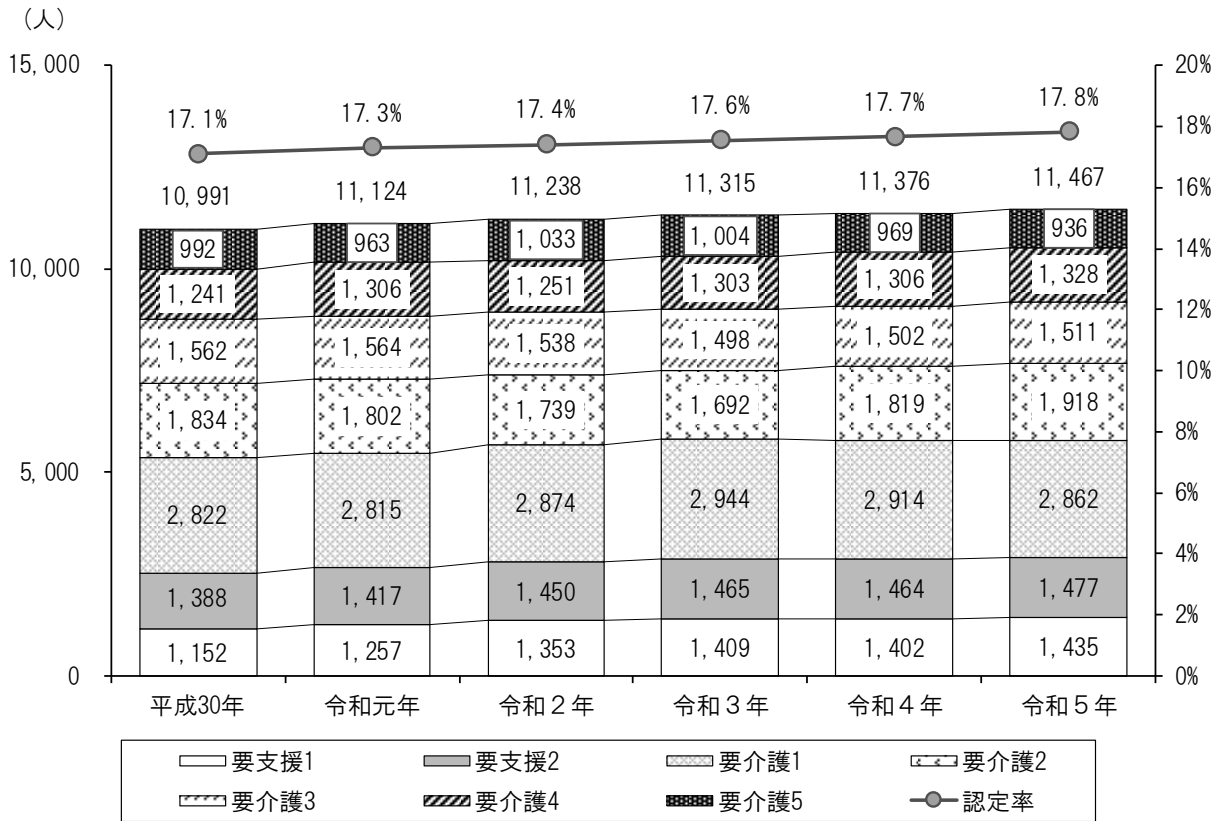 （人）
15,000 20%
17.1% 17.3% 17.4% 17.6% 17.7% 17.8%
18%
10,991 11,124 11,238 11,315 11,376 11,467
16%
992 963 1,033 1,004 969 936
14%
10,000
1,241 1,306 1,251 1,303 1,306 1,328
12%
1,562 1,564 1,538 1,498 1,502 1,511
10%
1,834 1,802 1,739 1,692 1,819 1,918
8%
5,000
6%
2,822 2,815 2,874 2,944 2,914 2,862
4%
1,388 1,417 1,450 1,465 1,464 1,477
2%
1,152 1,257 1,353 1,409 1,402 1,435
0 0%
平成30年 令和元年 令和２年 令和３年 令和４年 令和５年
要支援1 要支援2 要介護1 要介護2
要介護3 要介護4 要介護5 認定率